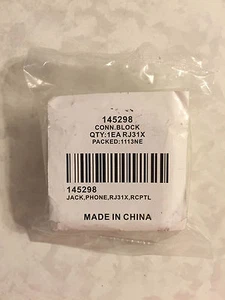 145298
CONN.BLOCK
QTY:1EA RJ31X
PACKED:1113NE
145298
JACK,PHONE,RJ31X,RCPTL
MADE IN CHINA